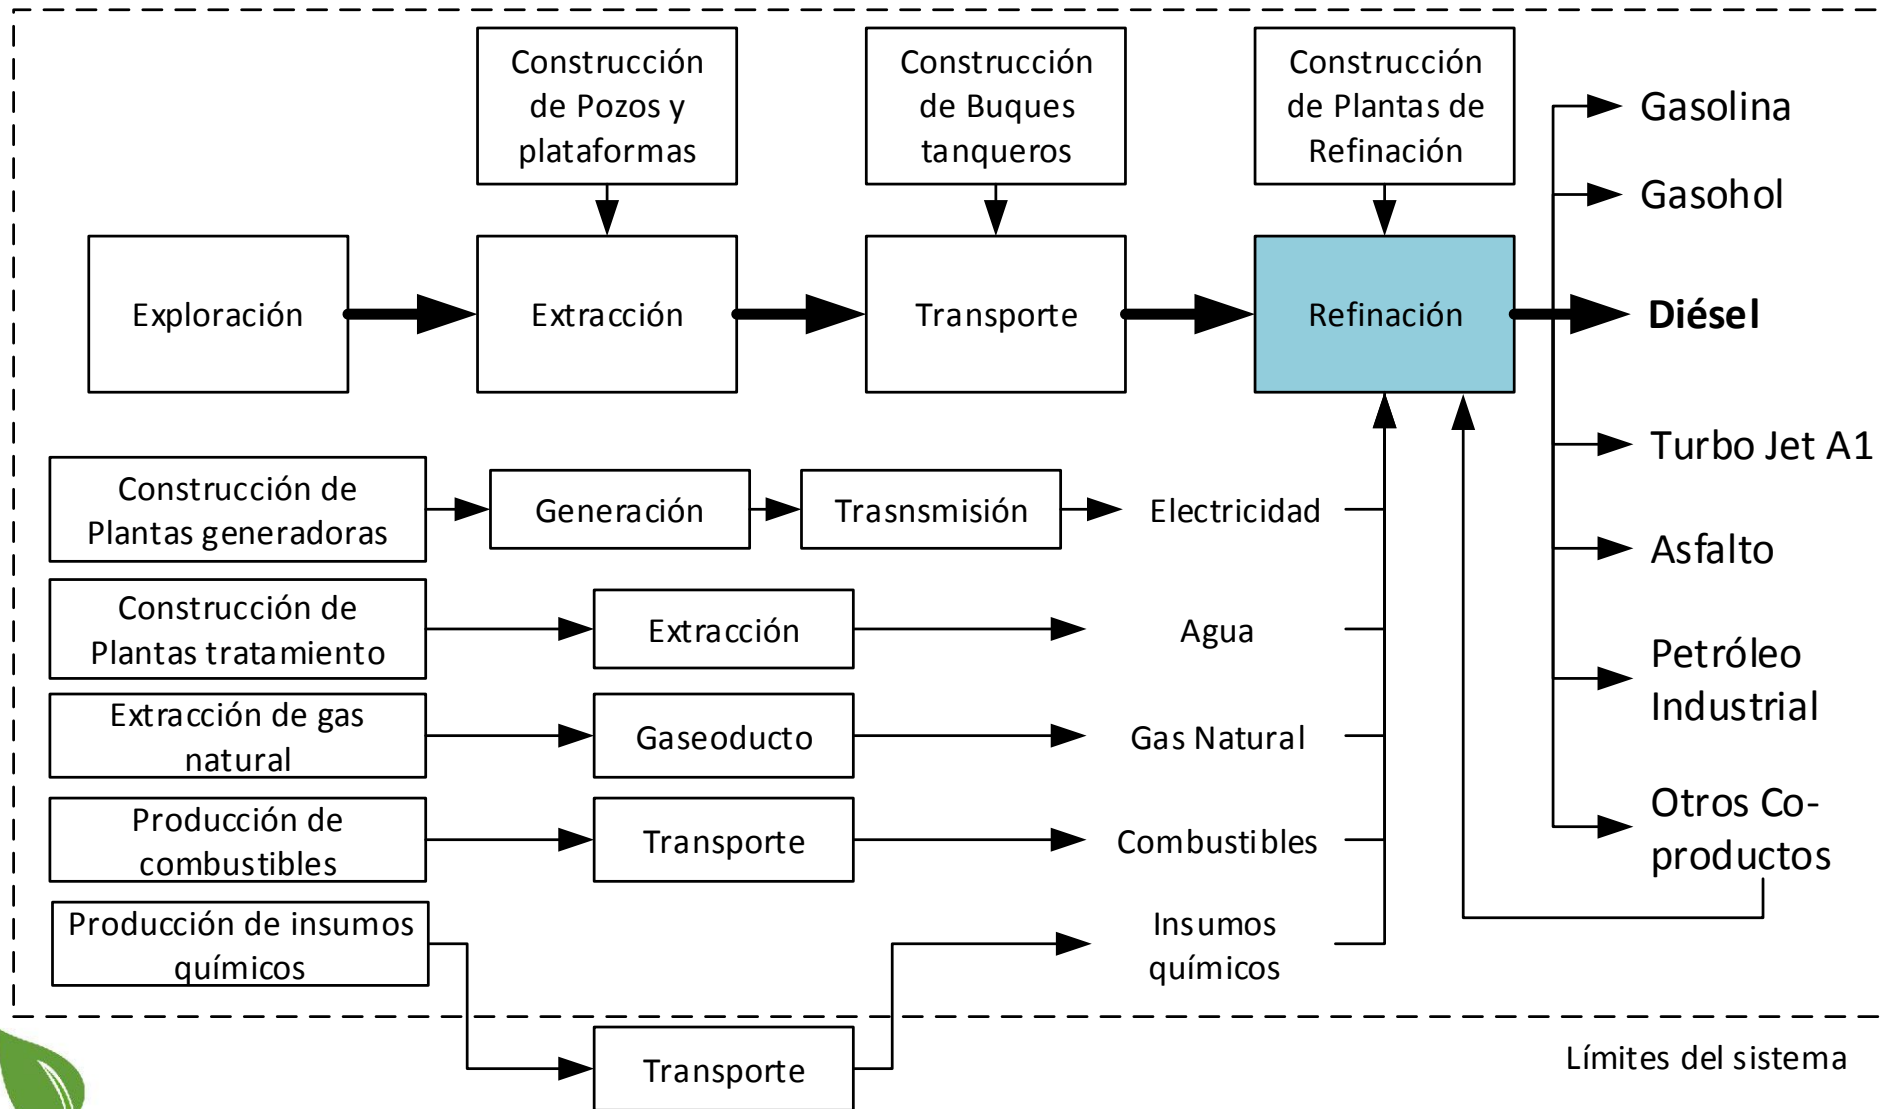 Construcción
de Pozos y
plataformas
Construcción
de Buques
tanqueros
Construcción
de Plantas de
Refinación
Gasolina
Gasohol
Exploración
Extracción
Transporte
Refinación
Diésel
Turbo Jet A1
Construcción de
Plantas generadoras
Generación
Trasnsmisión
Electricidad
Asfalto
Construcción de
Plantas tratamiento
Extracción
Agua
Petróleo
Industrial
Extracción de gas
natural
Gaseoducto
Gas Natural
Otros Co-
productos
Producción de
combustibles
Transporte
Combustibles
Producción de insumos
químicos
Insumos
químicos
Transporte
Límites del sistema